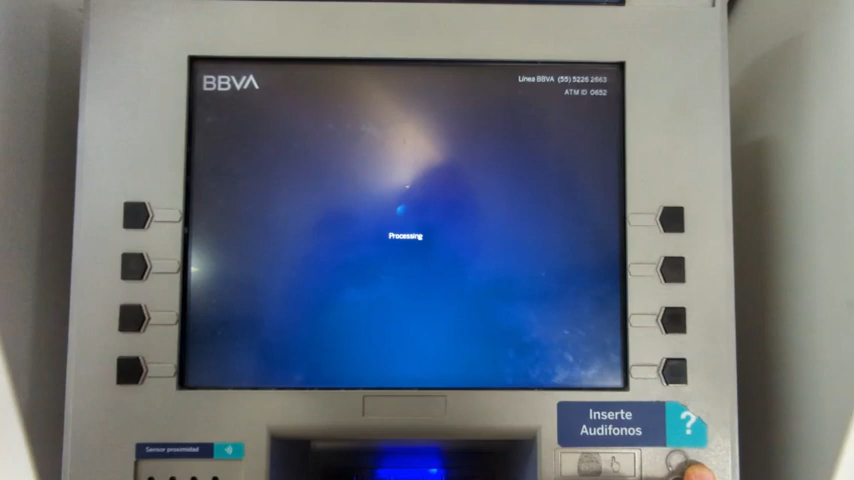 BBVA
Línea BBVA (55) 5226 2663
ATM ID 0652
Processing
Inserte
Audífonos
?
Sensor proximidad